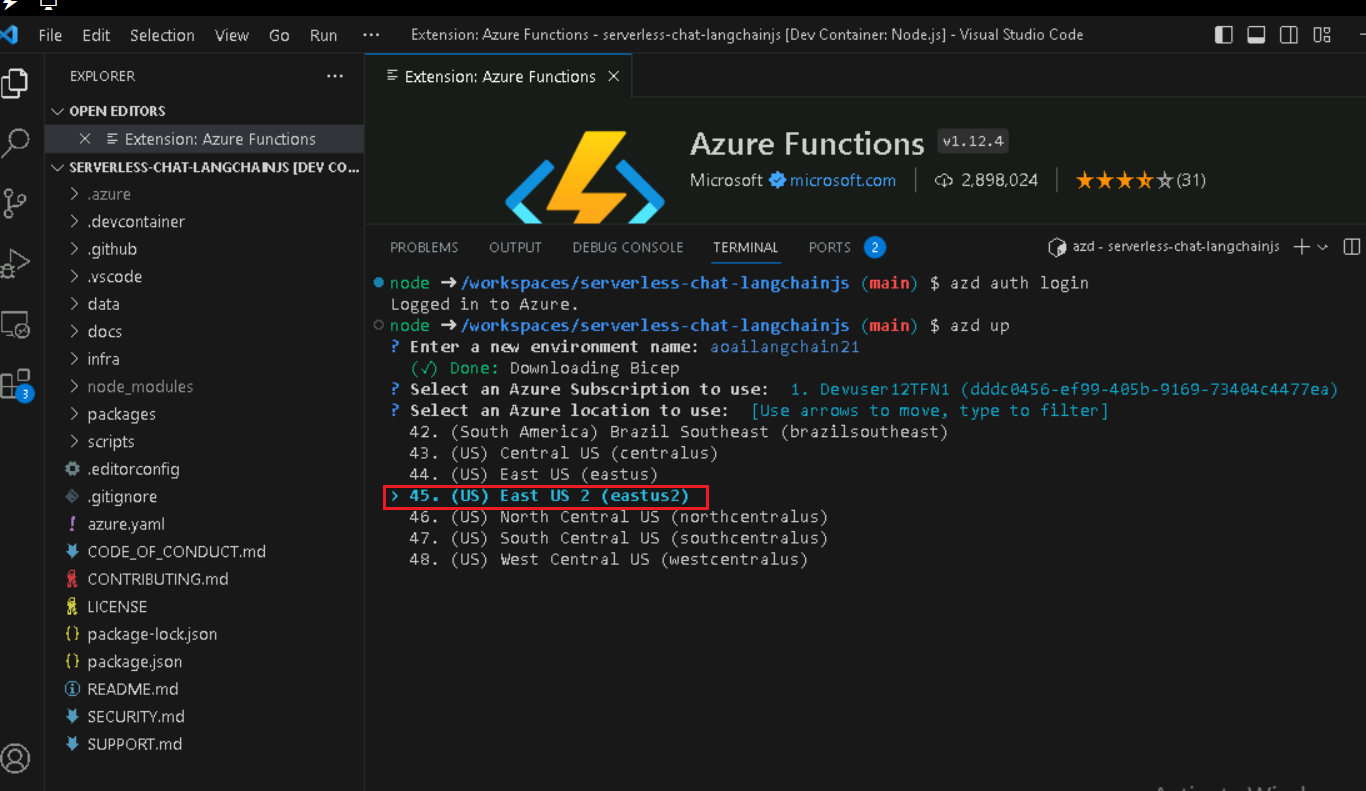 File Edit Selection View Go Run ··· Extension: Azure Functions - serverless-chat-langchainjs [Dev Container: Node.js] - Visual Studio Code
EXPLORER ···
OPEN EDITORS
Extension: Azure Functions
SERVERLESS-CHAT-LANGCHAINJS [DEV CO...
.azure
.devcontainer
.github
.vscode
data
docs
infra
node_modules
packages
scripts
.editorconfig
.gitignore
! azure.yaml
CODE_OF_CONDUCT.md
CONTRIBUTING.md
LICENSE
{} package-lock.json
{} package.json
README.md
SECURITY.md
SUPPORT.md
3
Extension: Azure Functions
Azure Functions v1.12.4
Microsoft microsoft.com 2,898,024 (31)
PROBLEMS OUTPUT DEBUG CONSOLE TERMINAL PORTS 2 azd - serverless-chat-langchainjs
node ➜ /workspaces/serverless-chat-langchainjs (main) $ azd auth login
Logged in to Azure.
node ➜ /workspaces/serverless-chat-langchainjs (main) $ azd up
? Enter a new environment name: aoailangchain21
(✓) Done: Downloading Bicep
? Select an Azure Subscription to use: 1. Devuser12TFN1 (dddc0456-ef99-405b-9169-73404c4477ea)
? Select an Azure location to use: [Use arrows to move, type to filter]
42. (South America) Brazil Southeast (brazilsoutheast)
43. (US) Central US (centralus)
44. (US) East US (eastus)
> 45. (US) East US 2 (eastus2)
46. (US) North Central US (northcentralus)
47. (US) South Central US (southcentralus)
48. (US) West Central US (westcentralus)